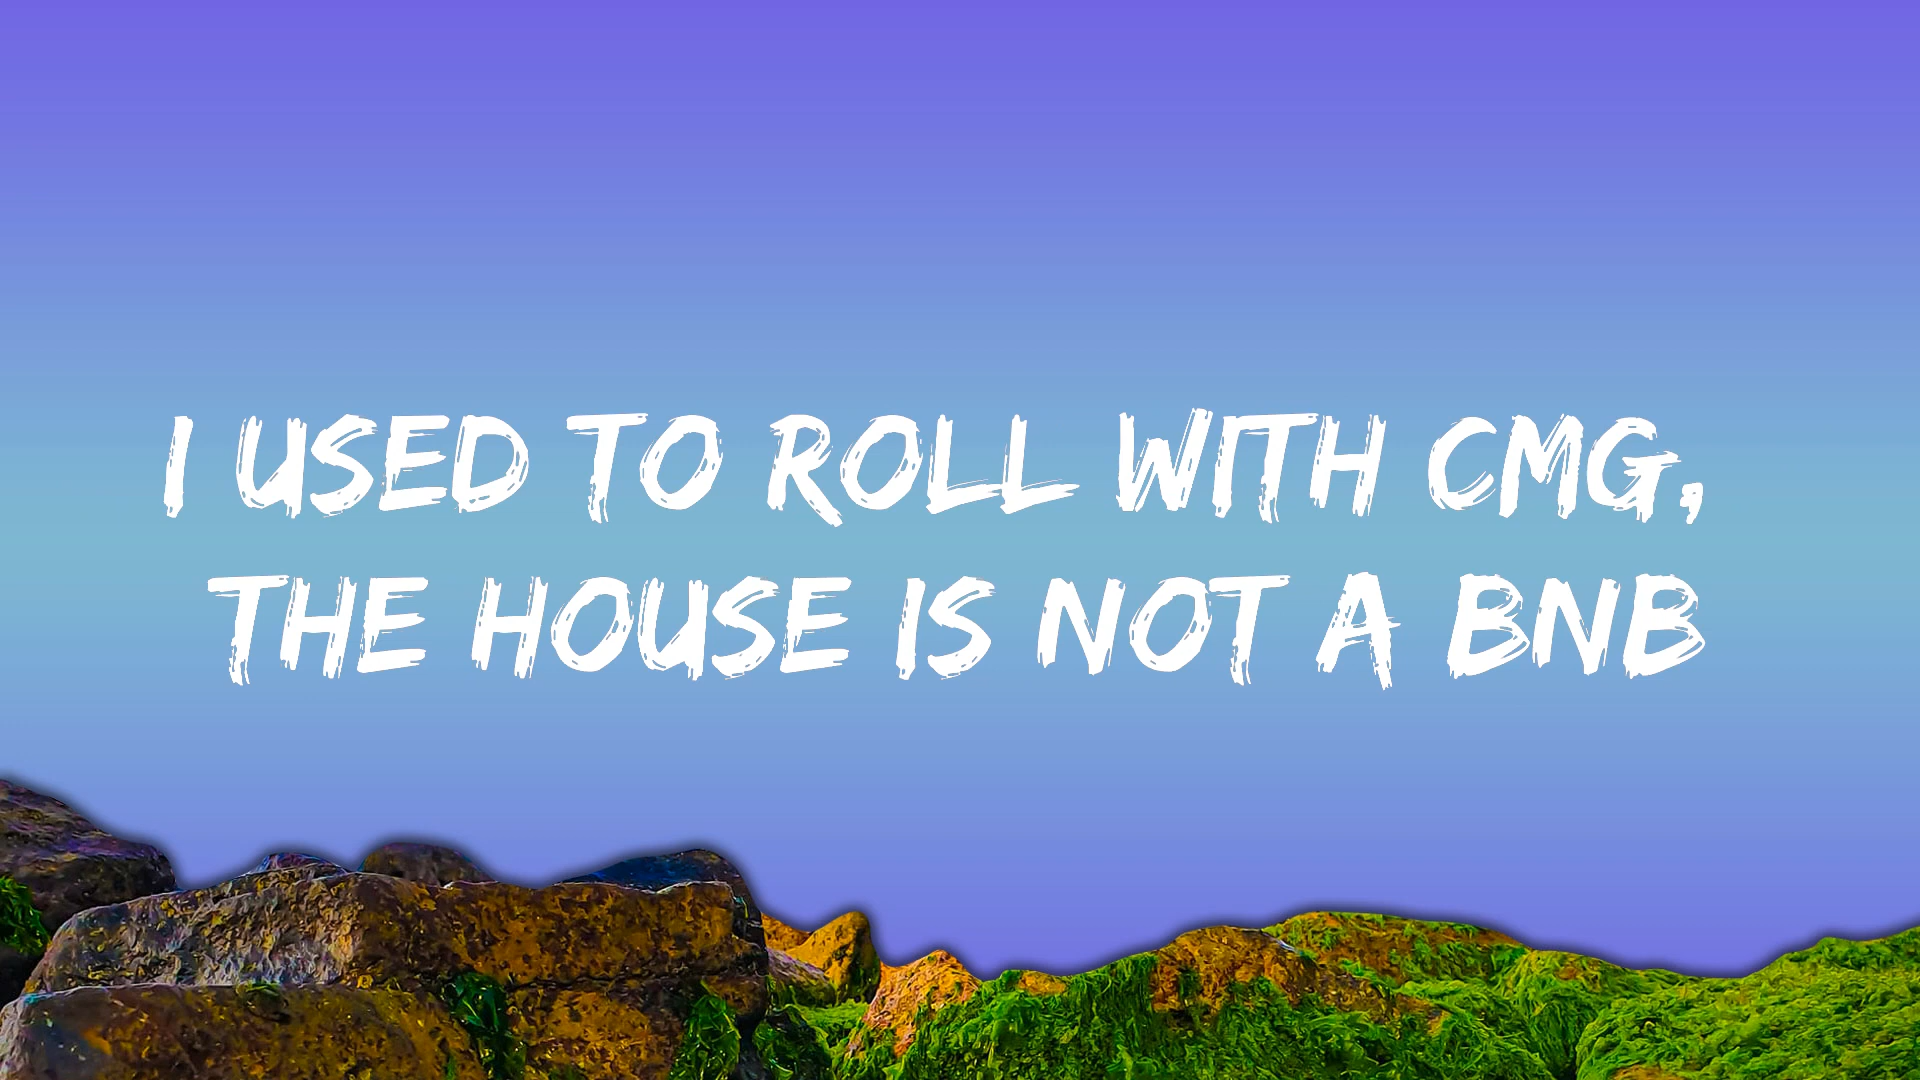 I USED TO ROLL WITH CMG,
THE HOUSE IS NOT A BNB